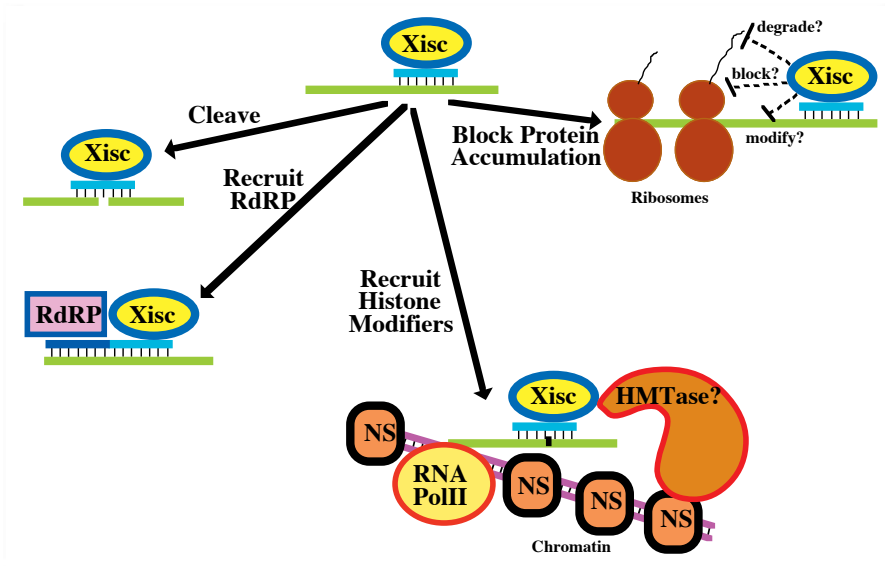 Xisc
degrade?
block?
Xisc
modify?
Cleave
Block Protein
Accumulation
Ribosomes
Xisc
Recruit
RdRP
Recruit
Histone
Modifiers
RdRP
Xisc
Xisc
HMTase?
NS
RNA
PolII
NS
NS
NS
Chromatin